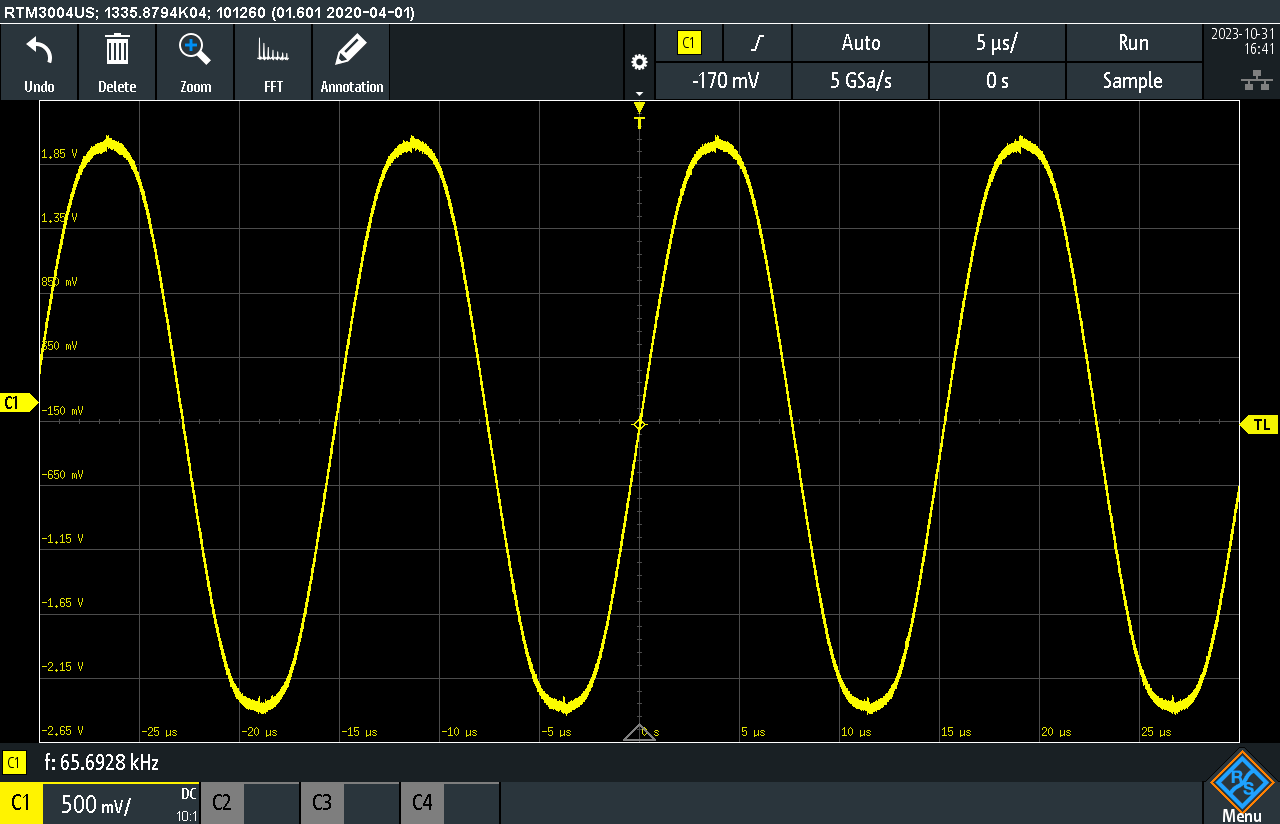 RTM3004US; 1335.8794K04; 101260 (01.601 2020-04-01)
Undo Delete Zoom FFT Annotation
C1 Auto 5 µs/ Run
-170 mV 5 GSa/s 0 s Sample
2023-10-31
16:41
T
1.85 V
1.35 V
850 mV
350 mV
C1
-150 mV
TL
-650 mV
-1.15 V
-1.65 V
-2.15 V
-2.65 V
-25 µs -20 µs -15 µs -10 µs -5 µs 0 s 5 µs 10 µs 15 µs 20 µs 25 µs
C1 f: 65.6928 kHz
C1 500 mV/ DC 10:1 C2 C3 C4
R&S
Menu